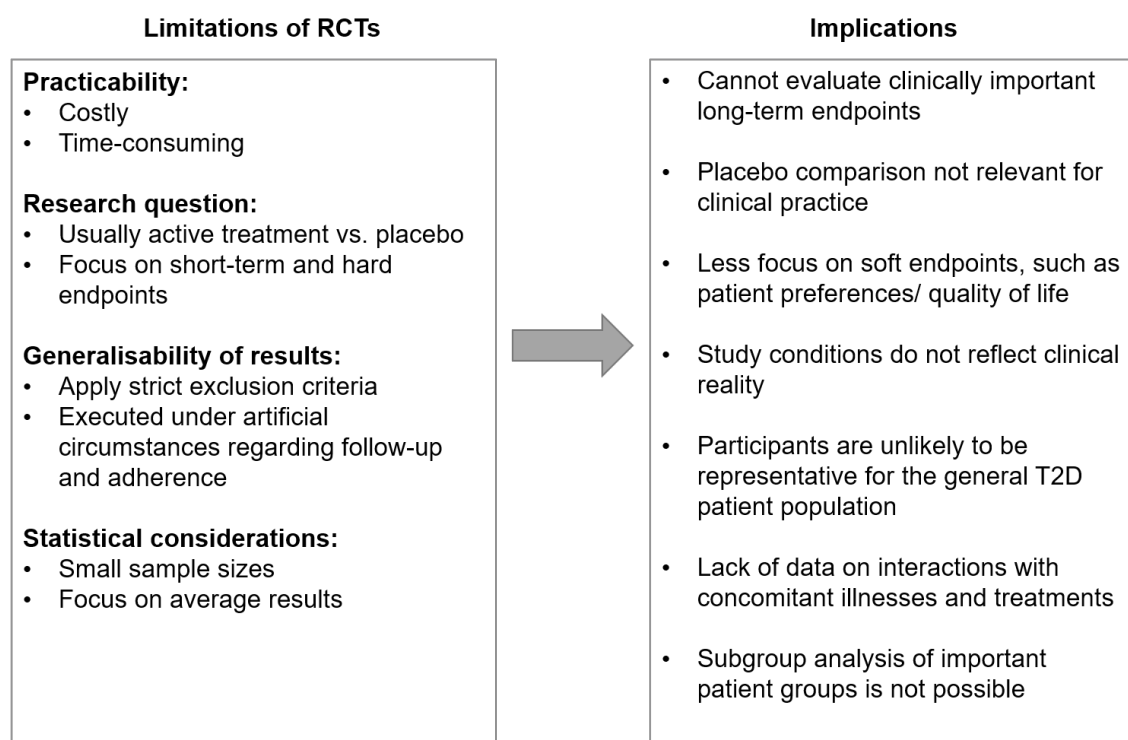 Limitations of RCTs
Practicability:
• Costly
• Time-consuming
Research question:
• Usually active treatment vs. placebo
• Focus on short-term and hard
endpoints
Generalisability of results:
• Apply strict exclusion criteria
• Executed under artificial
circumstances regarding follow-up
and adherence
Statistical considerations:
• Small sample sizes
• Focus on average results
Implications
• Cannot evaluate clinically important
long-term endpoints
• Placebo comparison not relevant for
clinical practice
• Less focus on soft endpoints, such as
patient preferences/ quality of life
• Study conditions do not reflect clinical
reality
• Participants are unlikely to be
representative for the general T2D
patient population
• Lack of data on interactions with
concomitant illnesses and treatments
• Subgroup analysis of important
patient groups is not possible